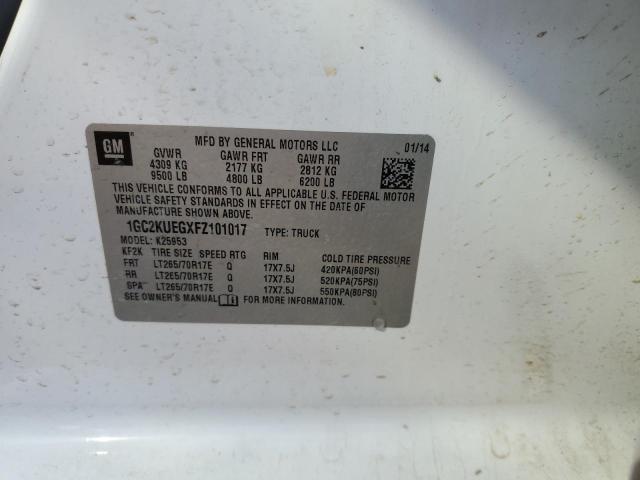 GM
MFD BY GENERAL MOTORS LLC 01/14
GVWR GAWR FRT GAWR RR
4309 KG 2177 KG 2812 KG
9500 LB 4800 LB 6200 LB
THIS VEHICLE CONFORMS TO ALL APPLICABLE U.S. FEDERAL MOTOR
VEHICLE SAFETY STANDARDS IN EFFECT ON THE DATE OF
MANUFACTURE SHOWN ABOVE.
1GC2KUEGXFZ101017 TYPE: TRUCK
MODEL: K25953
KF2K TIRE SIZE SPEED RTG RIM COLD TIRE PRESSURE
FRT LT265/70R17E Q 17X7.5J 420KPA(60PSI)
RR LT265/70R17E Q 17X7.5J 520KPA(75PSI)
SPA LT265/70R17E Q 17X7.5J 550KPA(80PSI)
SEE OWNER'S MANUAL FOR MORE INFORMATION.